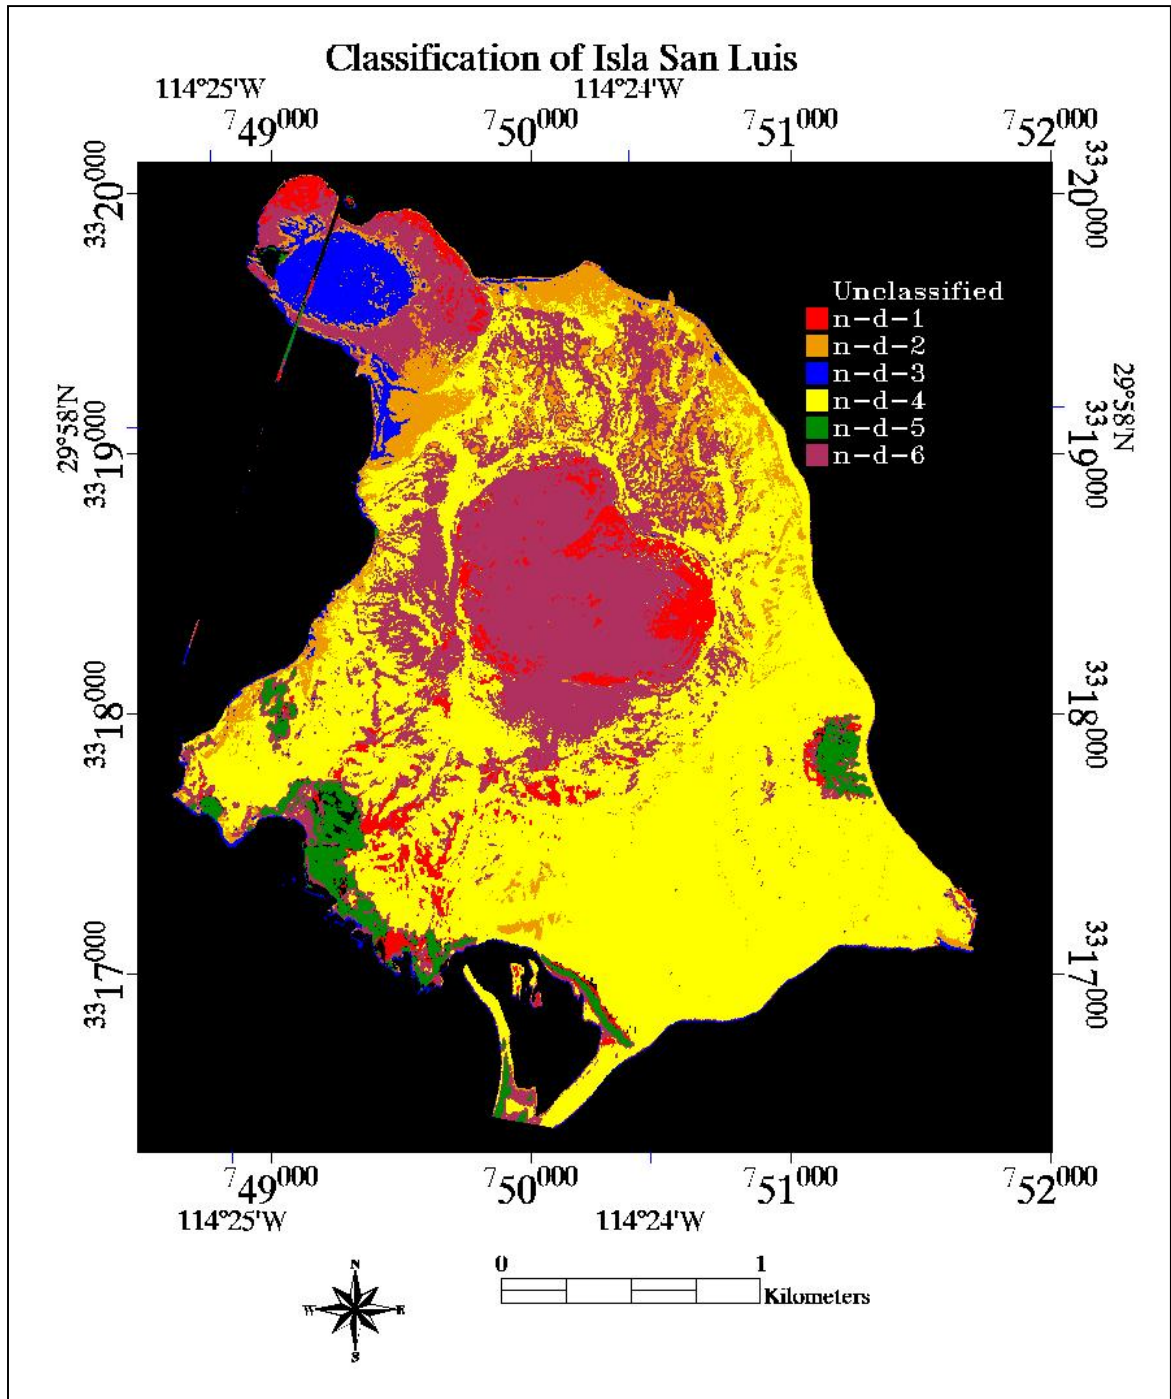 Classification of Isla San Luis
114°25'W 114°24'W
749000 750000 751000 752000
3320000 3320000
Unclassified
n-d-1
n-d-2
n-d-3
n-d-4
n-d-5
n-d-6
29°58'N 29°58'N
3319000 3319000
3318000 3318000
3317000 3317000
749000 750000 751000 752000
114°25'W 114°24'W
N
W E
S
0 1
Kilometers